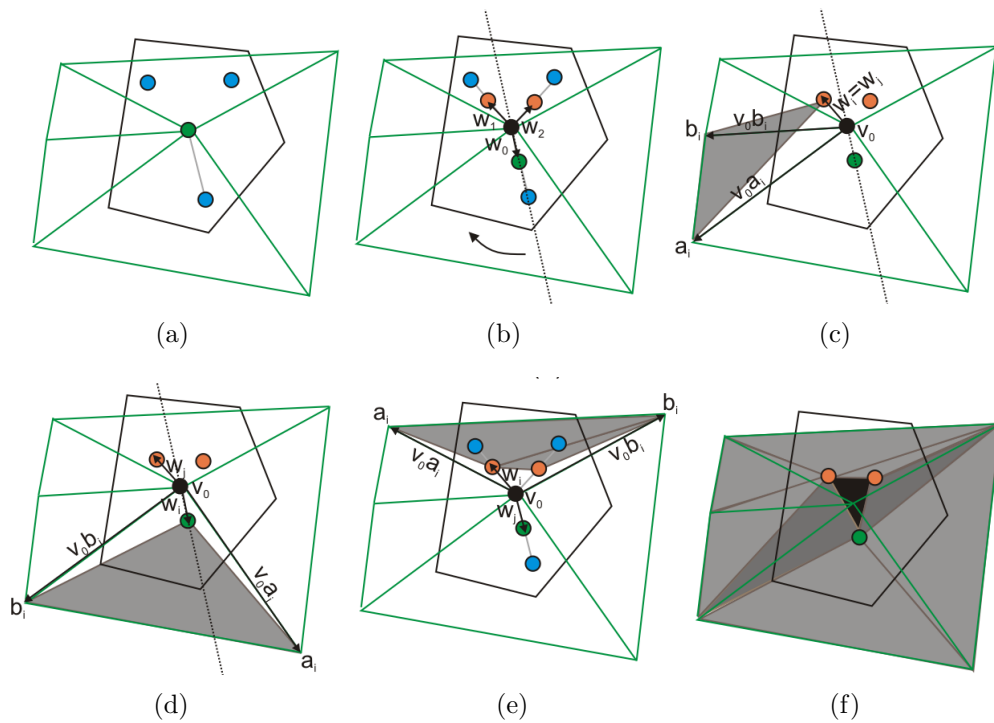 w₁
w₂
w₀
wᵢ=wⱼ
v₀bᵢ
bᵢ
v₀
v₀aᵢ
aᵢ
(a)
(b)
(c)
aᵢ
bᵢ
wⱼ
v₀
wᵢ
v₀bᵢ
v₀aᵢ
bᵢ
aᵢ
v₀aᵢ
wᵢ
v₀bᵢ
v₀
wⱼ
(d)
(e)
(f)